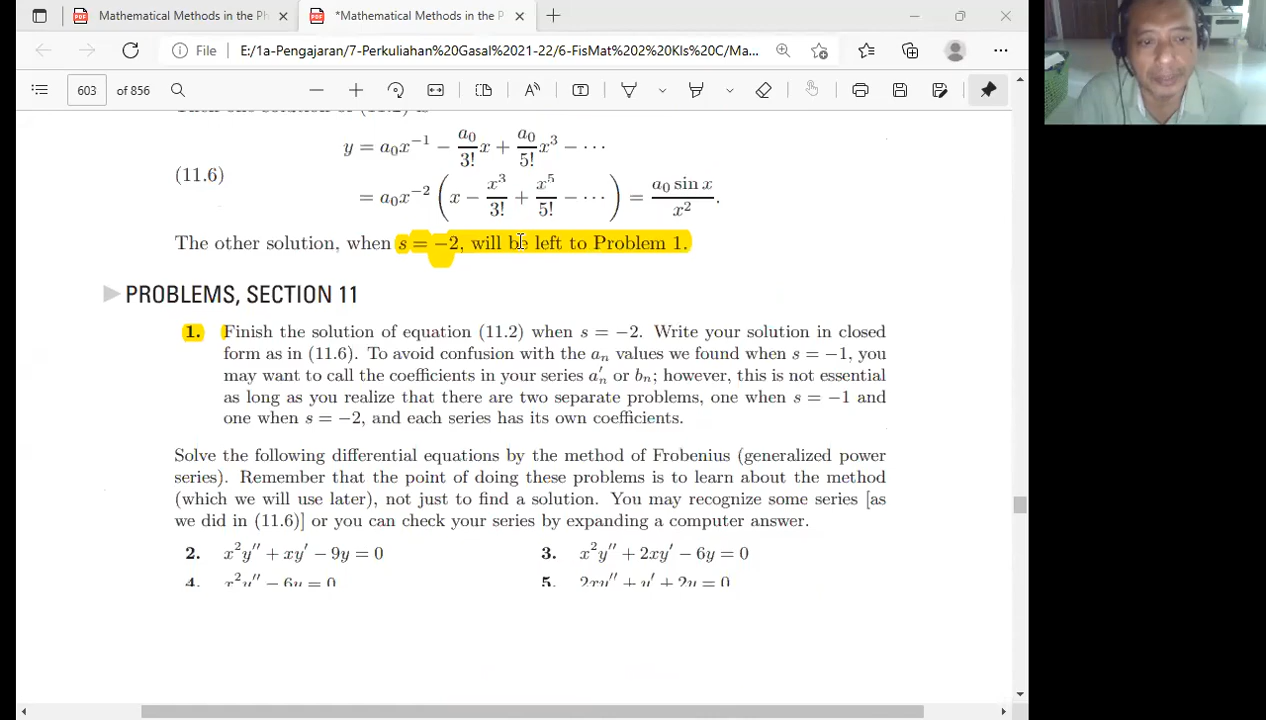 Mathematical Methods in the Ph
*Mathematical Methods in the P
File
E:/1a-Pengajaran/7-Perkuliahan%20Gasal%202021-22/6-FisMat%202%20Kls%20C/Ma...
603 of 856
y = a₀x⁻¹ − a₀/3! x + a₀/5! x³ − ⋯
(11.6)
= a₀x⁻² ( x − x³/3! + x⁵/5! − ⋯ ) = a₀ sin x / x² .
The other solution, when s = −2, will be left to Problem 1.
PROBLEMS, SECTION 11
1. Finish the solution of equation (11.2) when s = −2. Write your solution in closed
form as in (11.6). To avoid confusion with the aₙ values we found when s = −1, you
may want to call the coefficients in your series a′ₙ or bₙ; however, this is not essential
as long as you realize that there are two separate problems, one when s = −1 and
one when s = −2, and each series has its own coefficients.
Solve the following differential equations by the method of Frobenius (generalized power
series). Remember that the point of doing these problems is to learn about the method
(which we will use later), not just to find a solution. You may recognize some series [as
we did in (11.6)] or you can check your series by expanding a computer answer.
2. x²y″ + xy′ − 9y = 0
3. x²y″ + 2xy′ − 6y = 0
4. x²y″ − 6y = 0
5. 2xy″ + y′ + 2y = 0